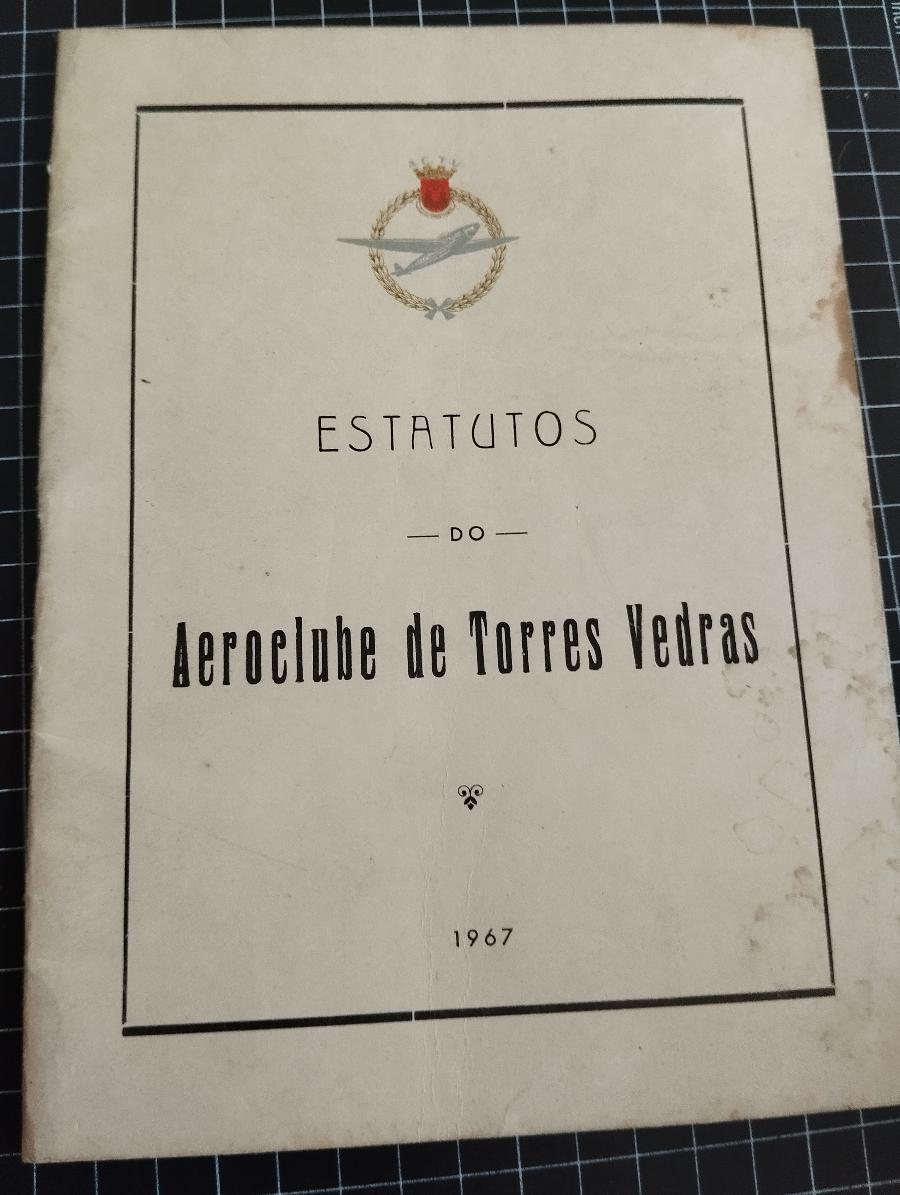 A.C.T.V.
ESTATUTOS
— DO —
Aeroclube de Torres Vedras
1967